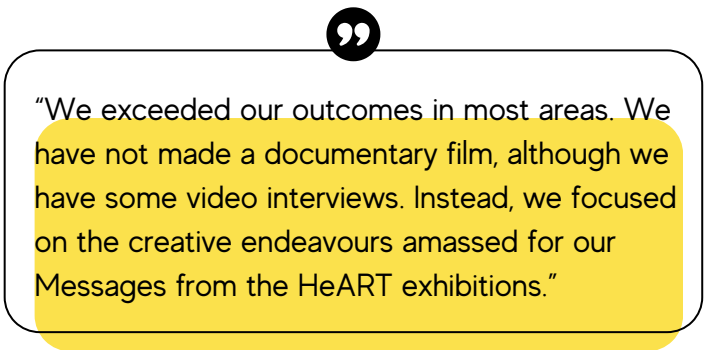 “We exceeded our outcomes in most areas. We
have not made a documentary film, although we
have some video interviews. Instead, we focused
on the creative endeavours amassed for our
Messages from the HeART exhibitions.”